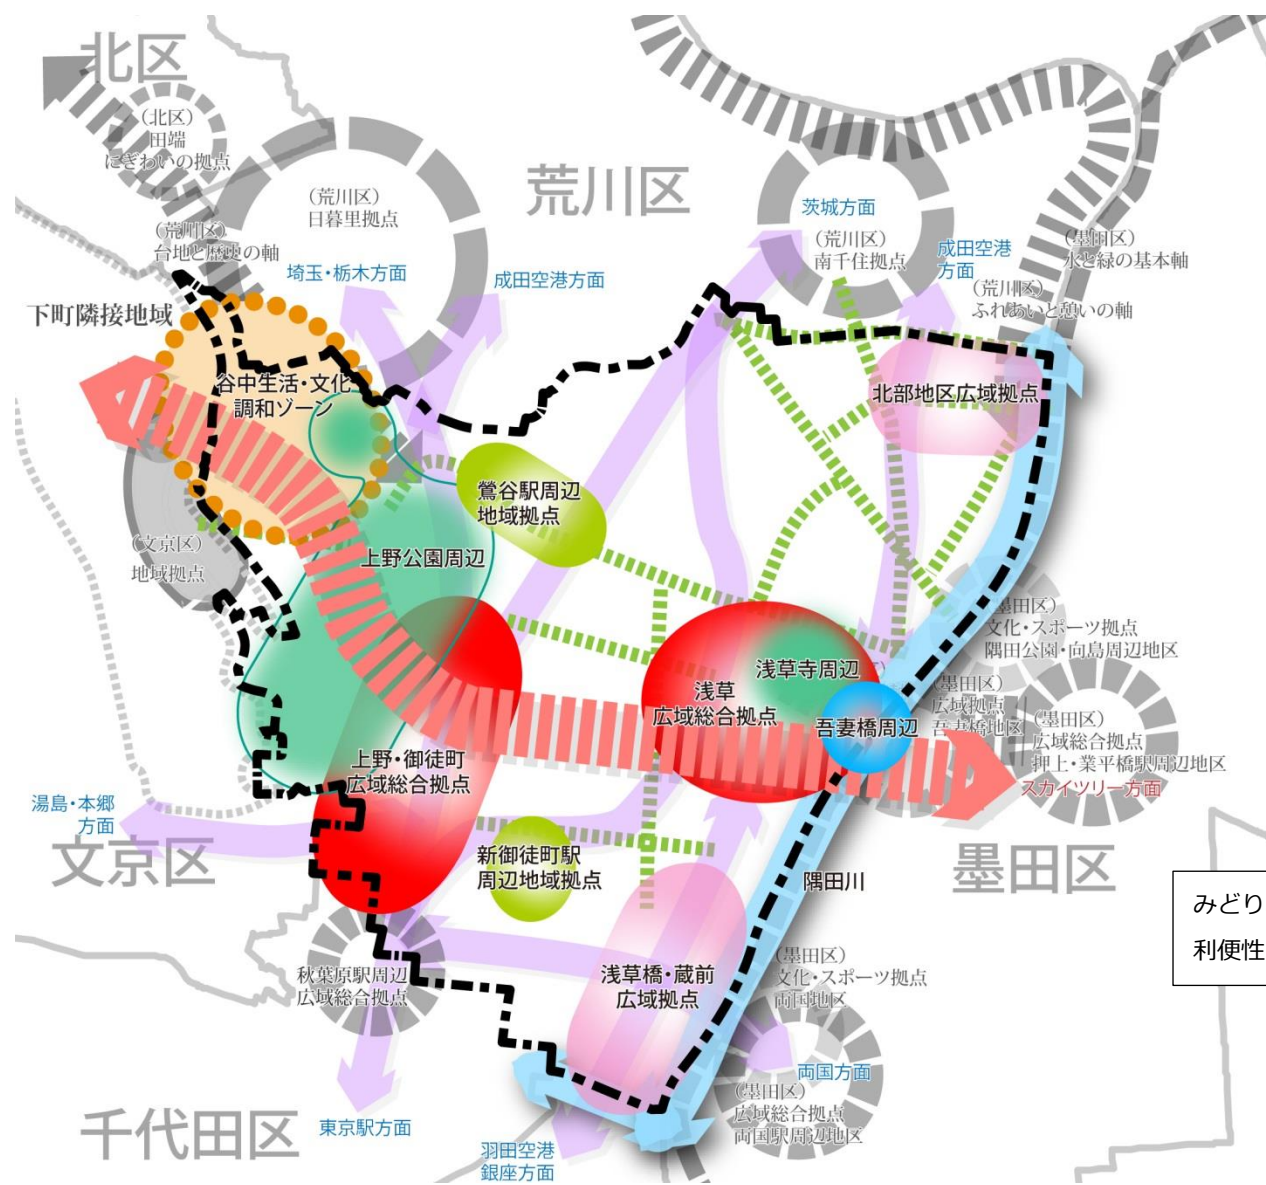 北区
(北区)
田端
にぎわいの拠点
(荒川区)
日暮里拠点
荒川区
茨城方面
(荒川区)
南千住拠点
成田空港
方面
(墨田区)
水と緑の基本軸
(荒川区)
ふれあいと憩いの軸
(荒川区)
台地と歴史の軸
埼玉・栃木方面
成田空港方面
下町隣接地域
谷中生活・文化
調和ゾーン
北部地区広域拠点
鶯谷駅周辺
地域拠点
(文京区)
地域拠点
上野公園周辺
(墨田区)
文化・スポーツ拠点
隅田公園・向島周辺地区
浅草寺周辺
浅草
広域総合拠点
吾妻橋周辺
(墨田区)
広域拠点
吾妻橋地区
(墨田区)
広域総合拠点
押上・業平橋駅周辺地区
スカイツリー方面
上野・御徒町
広域総合拠点
湯島・本郷
方面
文京区
新御徒町駅
周辺地域拠点
隅田川
墨田区
みどり
利便性
秋葉原駅周辺
広域総合拠点
浅草橋・蔵前
広域拠点
(墨田区)
文化・スポーツ拠点
両国地区
両国方面
(墨田区)
広域総合拠点
両国駅周辺地区
千代田区
東京駅方面
羽田空港
銀座方面